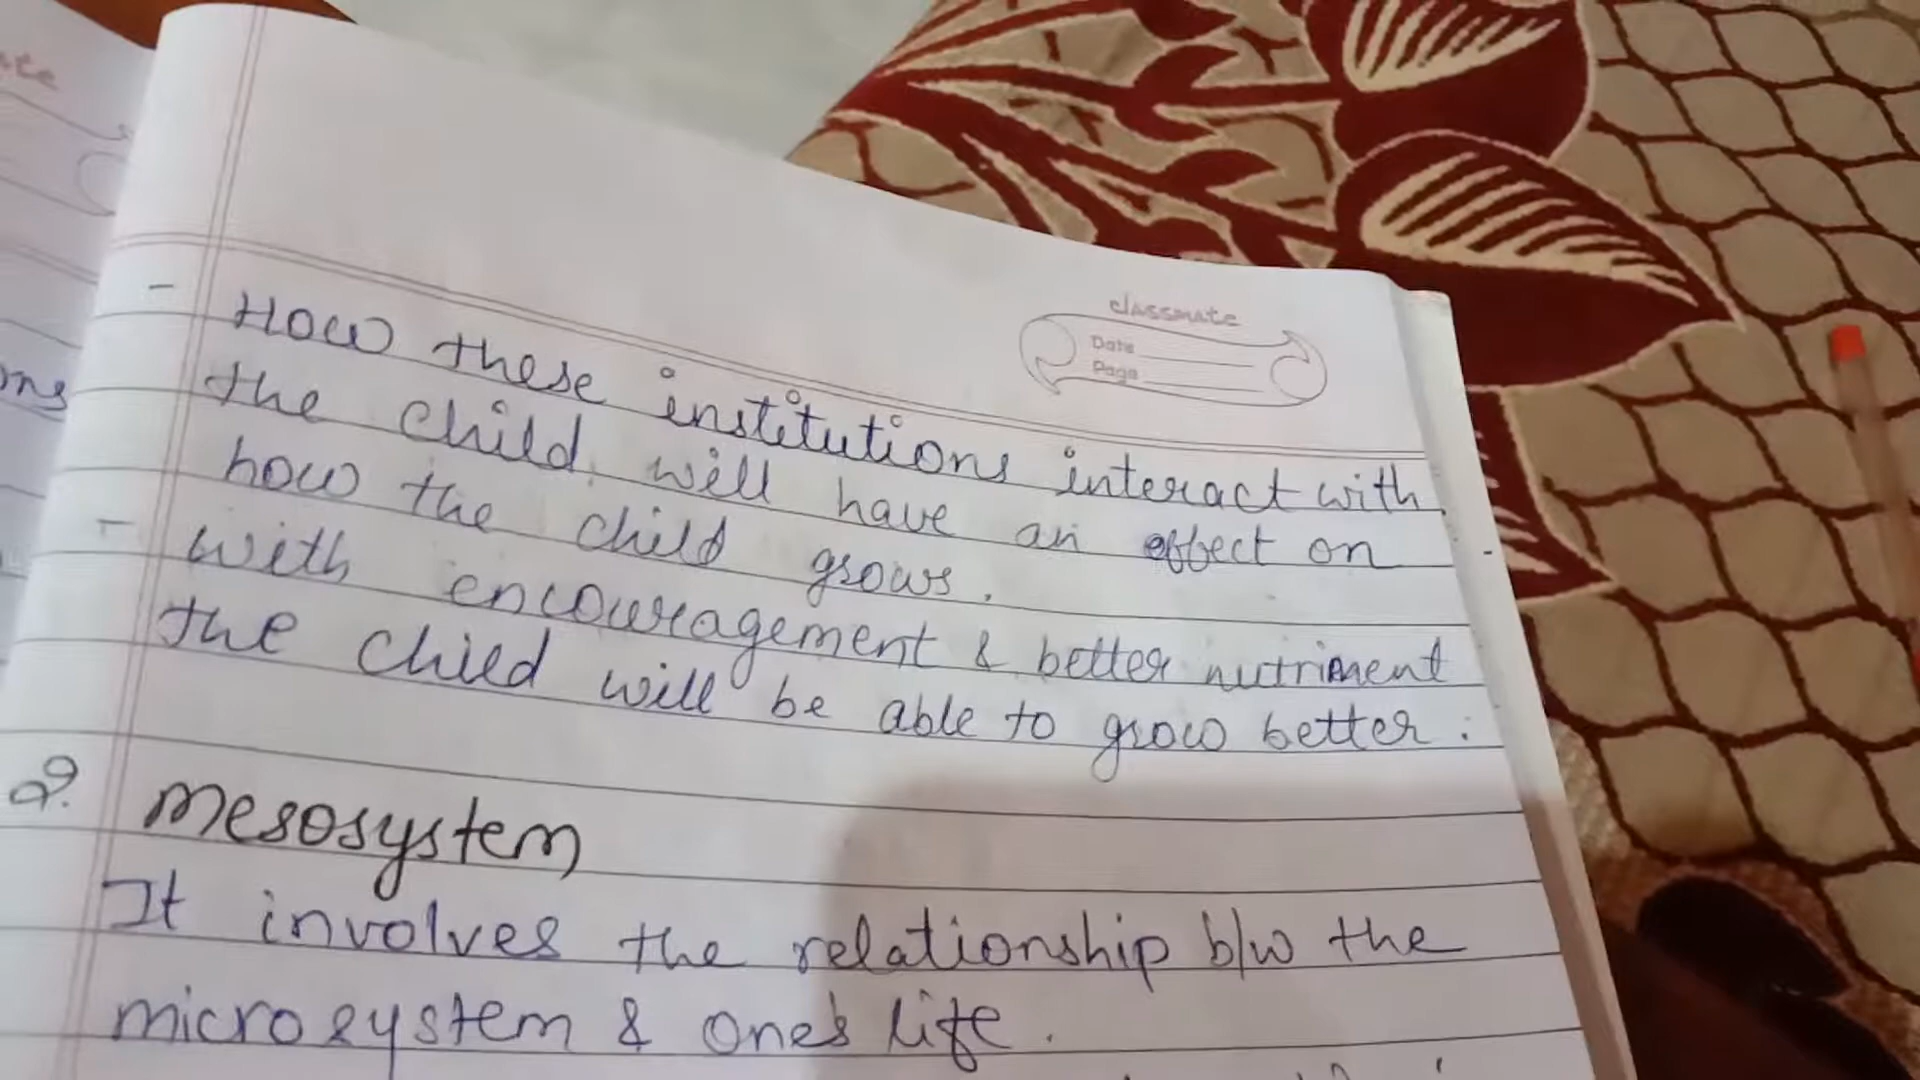 classmate
Date
Page
- How these institutions interact with
the child, will have an effect on
how the child grows.
- with encouragement & better nutriment
the child will be able to grow better.
2. Mesosystem
It involves the relationship b/w the
microsystem & one's life.